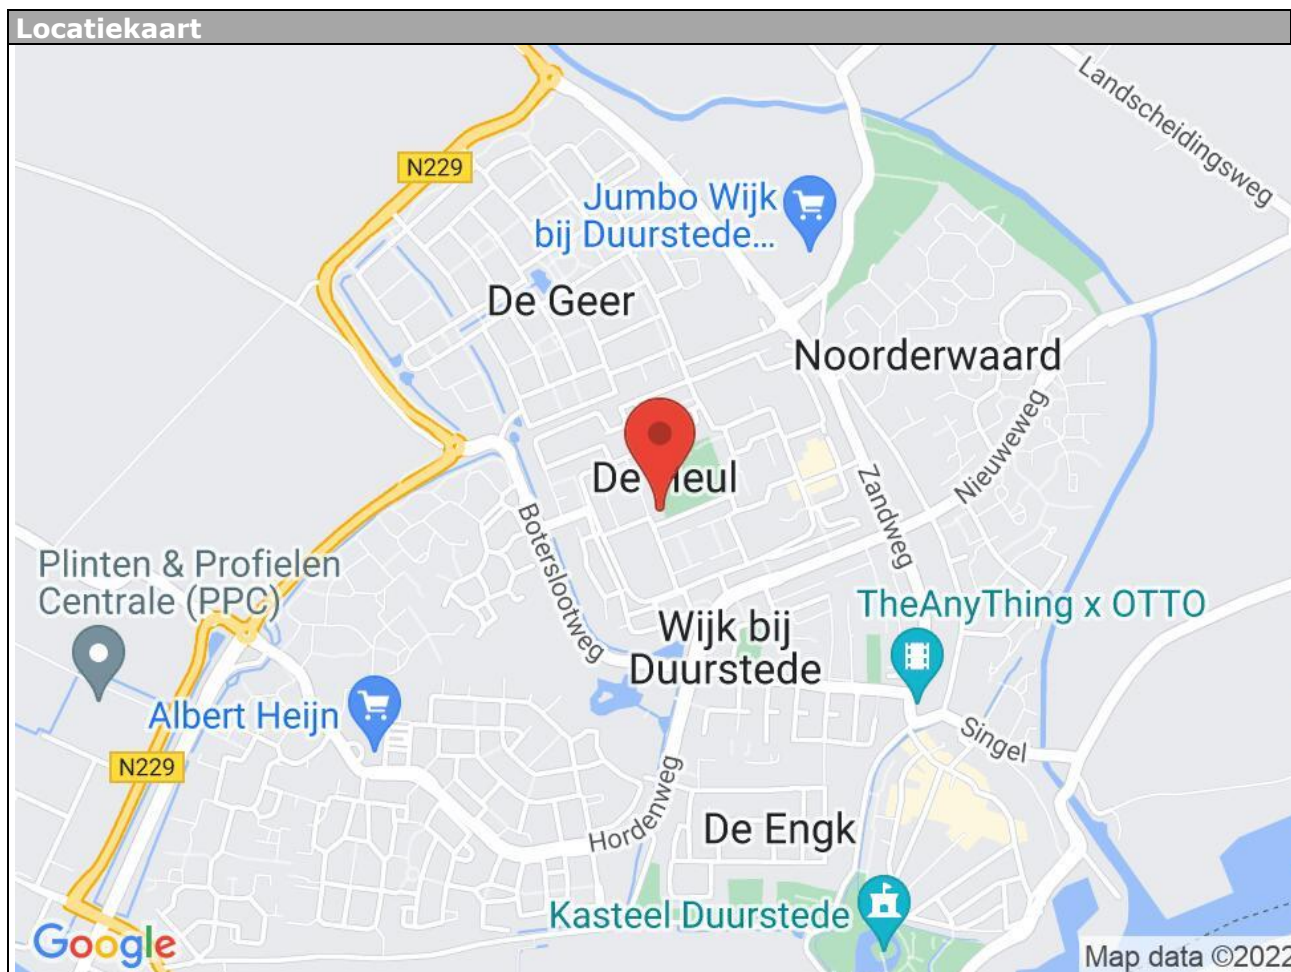 Locatiekaart
Landscheidingsweg
N229
Jumbo Wijk
bij Duurstede...
De Geer
Noorderwaard
Nieuweweg
De Heul
Zandweg
Boterslootweg
Plinten & Profielen
Centrale (PPC)
TheAnyThing x OTTO
Wijk bij
Duurstede
Albert Heijn
Singel
N229
Hordenweg
De Engk
Kasteel Duurstede
Google
Map data ©2022